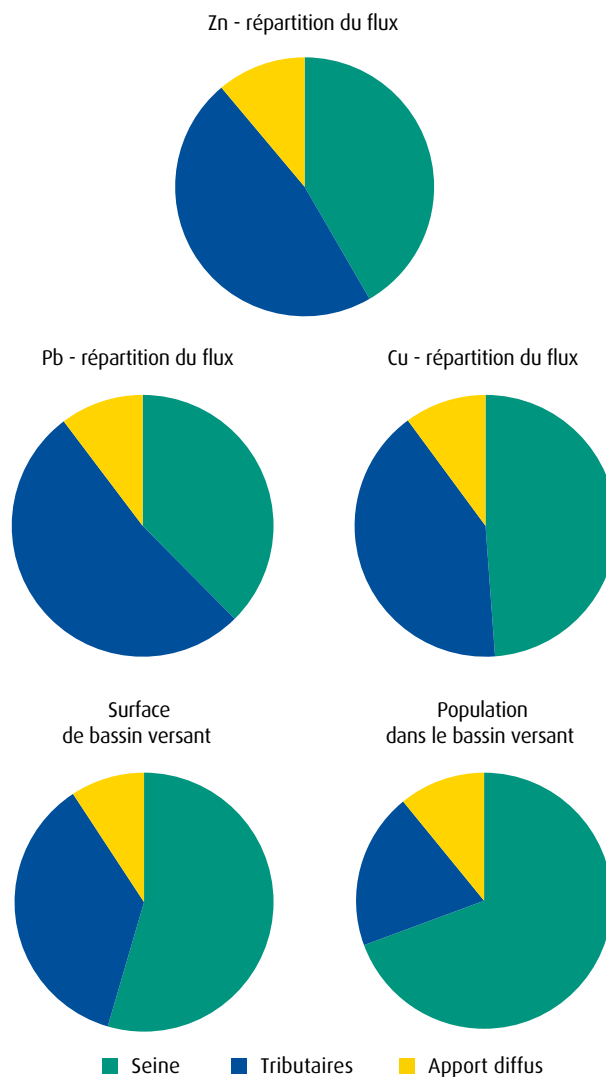 Zn - répartition du flux
Pb - répartition du flux
Cu - répartition du flux
Surface
de bassin versant
Population
dans le bassin versant
Seine
Tributaires
Apport diffus